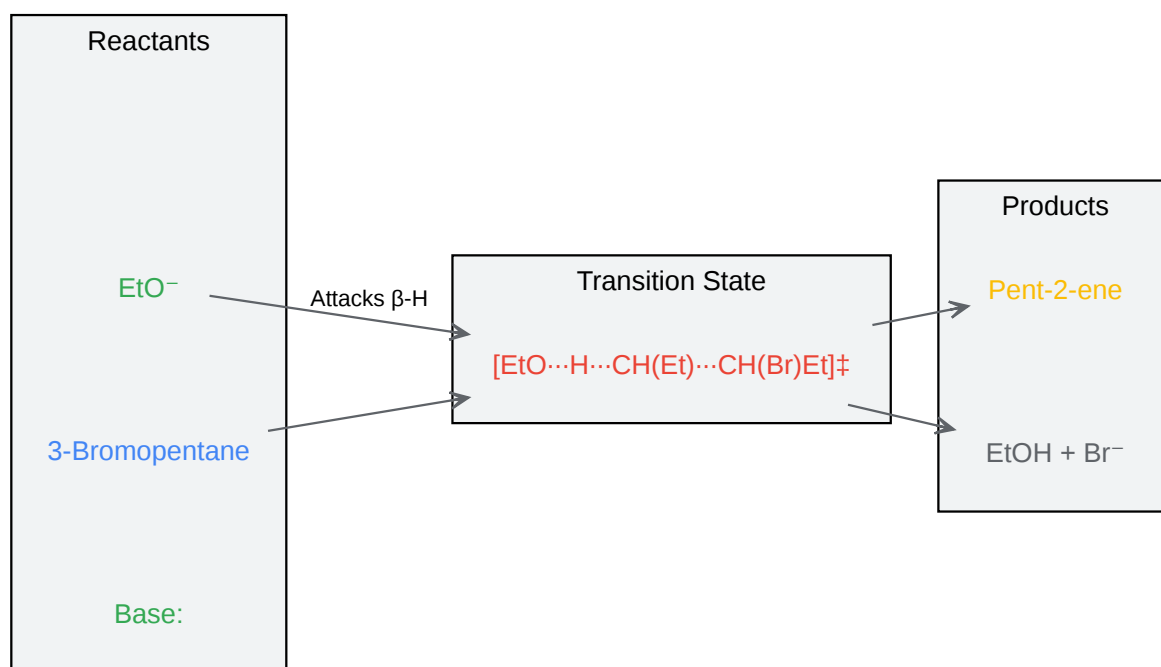 Reactants
EtO⁻
3-Bromopentane
Base:
Attacks β-H
Transition State
[EtO···H···CH(Et)···CH(Br)Et]‡
Products
Pent-2-ene
EtOH + Br⁻